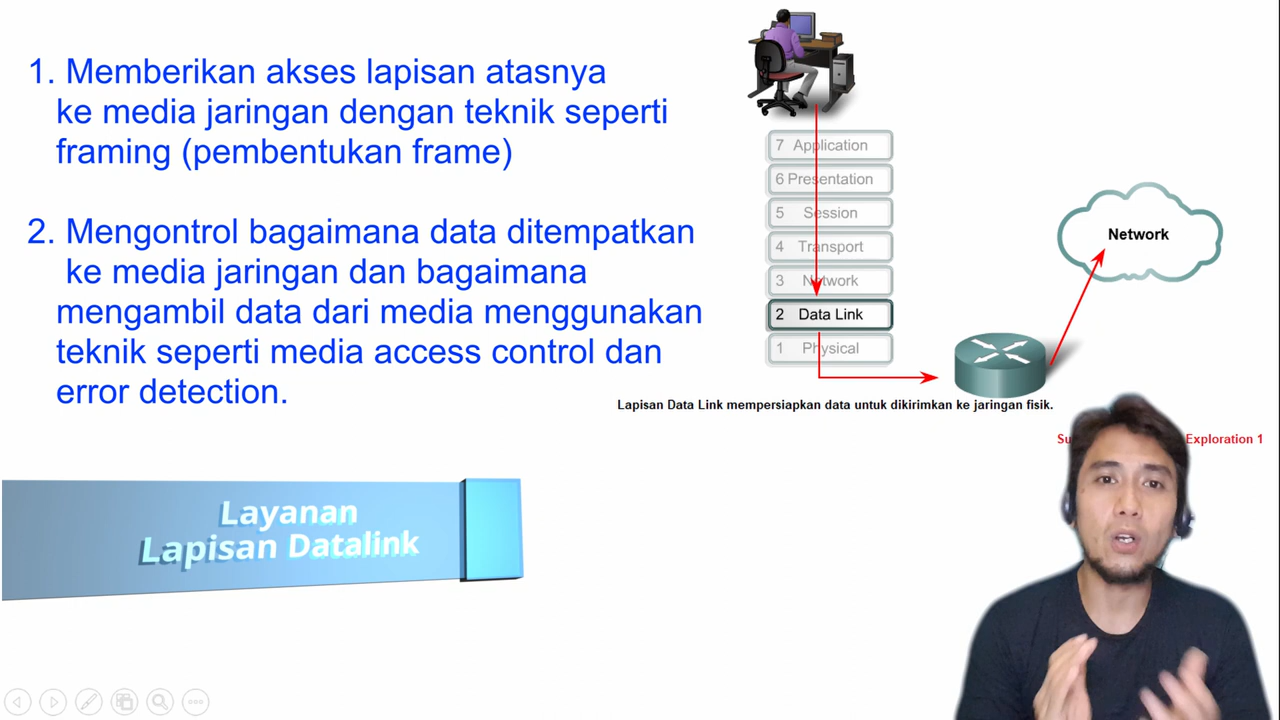 1. Memberikan akses lapisan atasnya
ke media jaringan dengan teknik seperti
framing (pembentukan frame)
2. Mengontrol bagaimana data ditempatkan
ke media jaringan dan bagaimana
mengambil data dari media menggunakan
teknik seperti media access control dan
error detection.
7 Application
6 Presentation
5 Session
4 Transport
3 Network
2 Data Link
1 Physical
Network
Lapisan Data Link mempersiapkan data untuk dikirimkan ke jaringan fisik.
Exploration 1
Layanan
Lapisan Datalink